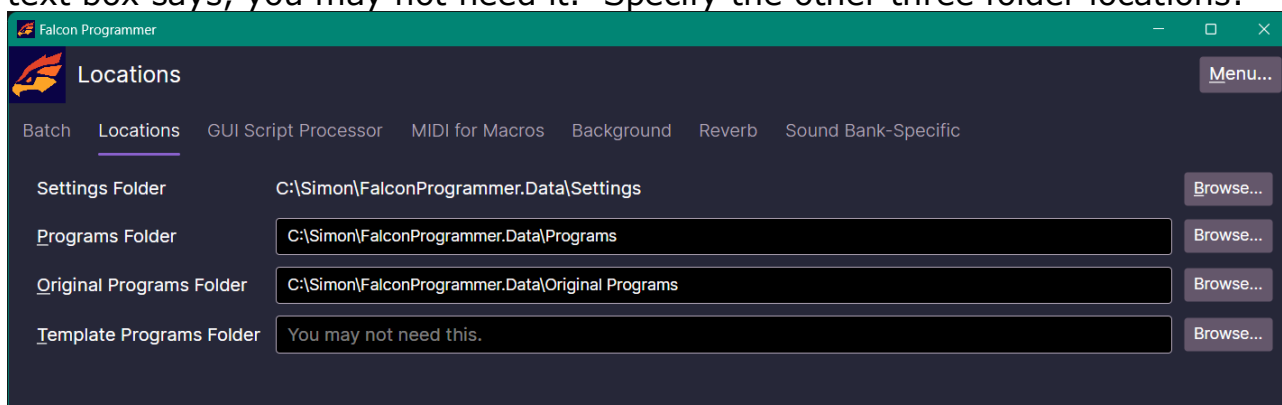 text box says, you may not need it. Specify the other three folder locations.
Falcon Programmer
Locations
Menu...
Batch Locations GUI Script Processor MIDI for Macros Background Reverb Sound Bank-Specific
Settings Folder C:\Simon\FalconProgrammer.Data\Settings Browse...
Programs Folder C:\Simon\FalconProgrammer.Data\Programs Browse...
Original Programs Folder C:\Simon\FalconProgrammer.Data\Original Programs Browse...
Template Programs Folder You may not need this. Browse...